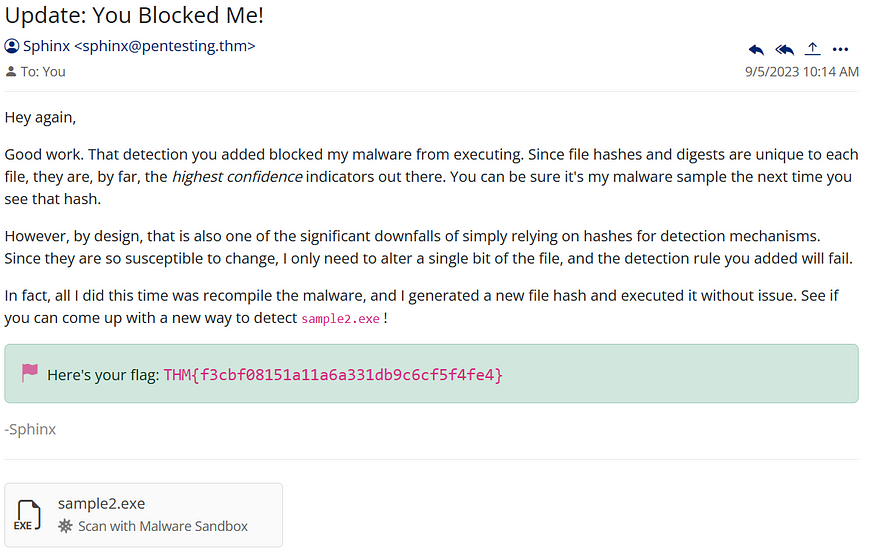 Update: You Blocked Me!
Sphinx <sphinx@pentesting.thm>
To: You
9/5/2023 10:14 AM
Hey again,
Good work. That detection you added blocked my malware from executing. Since file hashes and digests are unique to each
file, they are, by far, the highest confidence indicators out there. You can be sure it's my malware sample the next time you
see that hash.
However, by design, that is also one of the significant downfalls of simply relying on hashes for detection mechanisms.
Since they are so susceptible to change, I only need to alter a single bit of the file, and the detection rule you added will fail.
In fact, all I did this time was recompile the malware, and I generated a new file hash and executed it without issue. See if
you can come up with a new way to detect sample2.exe !
Here's your flag: THM{f3cbf08151a11a6a331db9c6cf5f4fe4}
-Sphinx
sample2.exe
EXE
Scan with Malware Sandbox